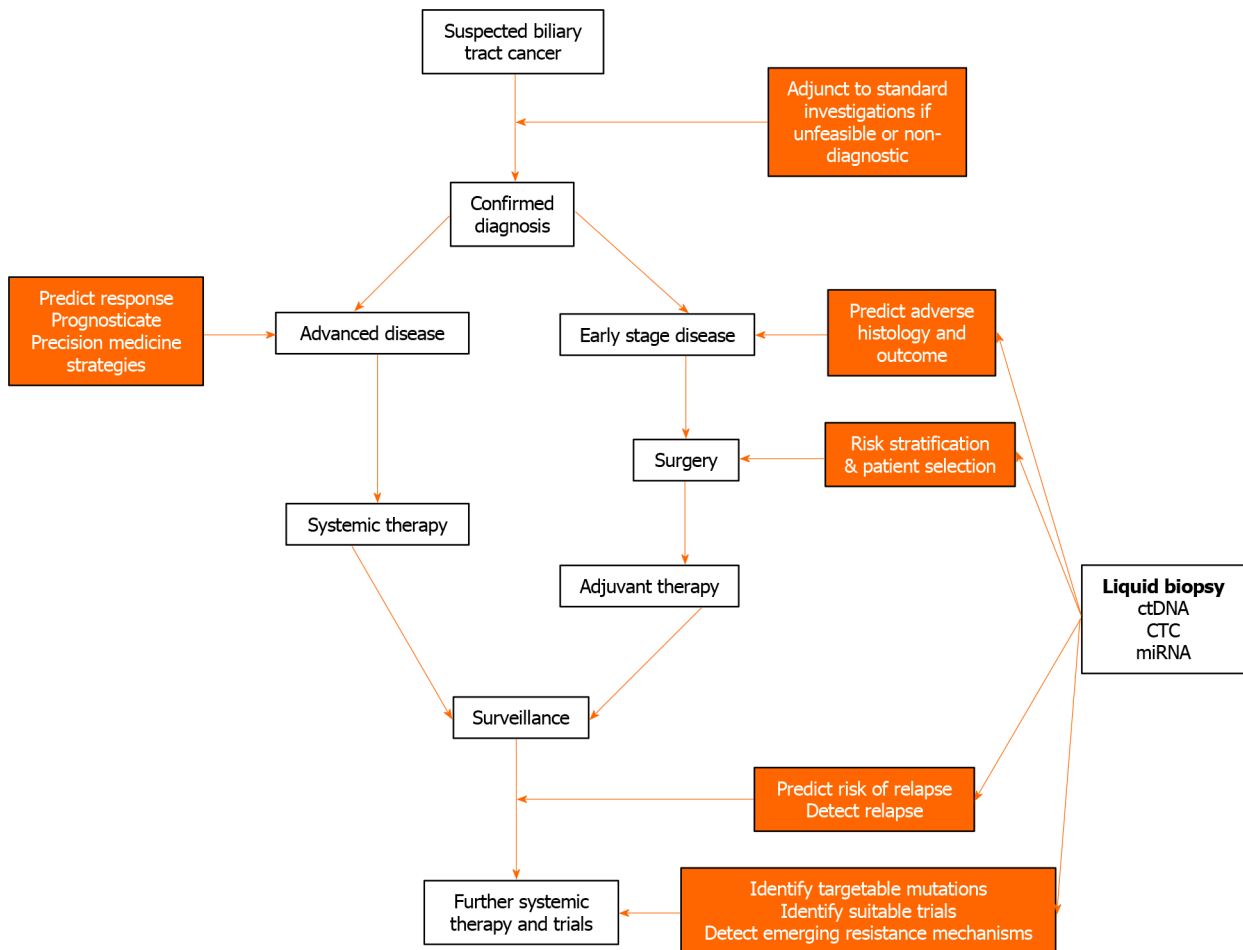 Suspected biliary
tract cancer
Adjunct to standard
investigations if
unfeasible or non-
diagnostic
Confirmed
diagnosis
Predict response
Prognosticate
Precision medicine
strategies
Advanced disease
Early stage disease
Predict adverse
histology and
outcome
Surgery
Risk stratification
& patient selection
Systemic therapy
Adjuvant therapy
Liquid biopsy
ctDNA
CTC
miRNA
Surveillance
Predict risk of relapse
Detect relapse
Further systemic
therapy and trials
Identify targetable mutations
Identify suitable trials
Detect emerging resistance mechanisms